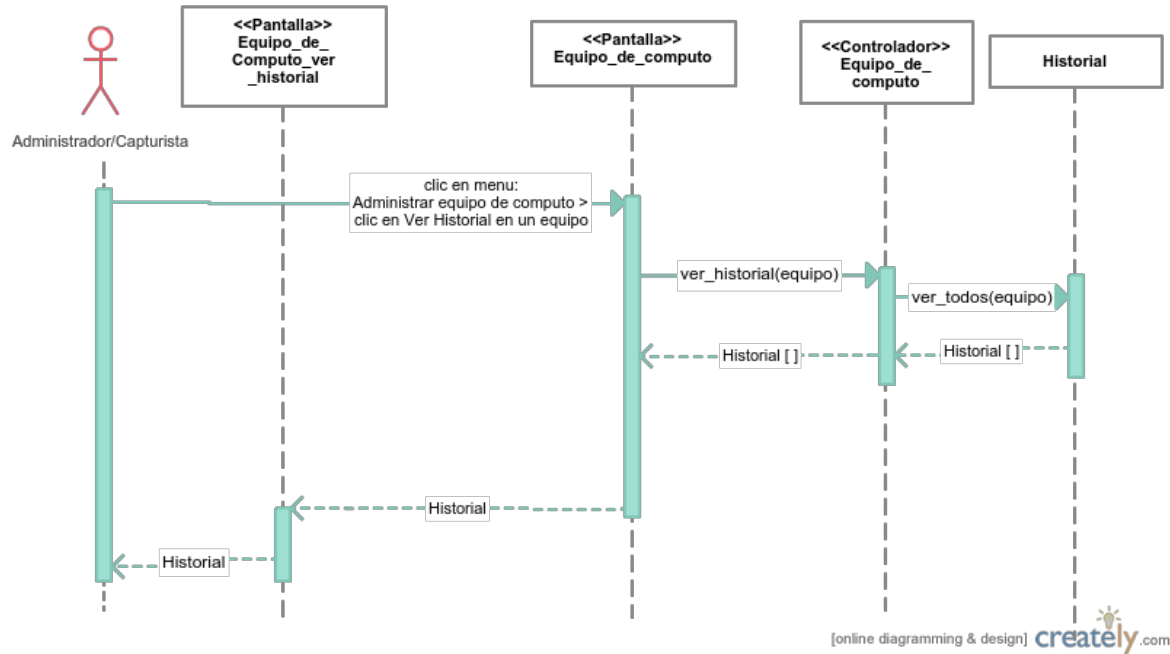 <<Pantalla>>
Equipo_de_
Computo_ver
_historial
<<Pantalla>>
Equipo_de_computo
<<Controlador>>
Equipo_de_
computo
Historial
Administrador/Capturista
clic en menu:
Administrar equipo de computo >
clic en Ver Historial en un equipo
ver_historial(equipo)
ver_todos(equipo)
Historial [ ]
Historial [ ]
Historial
Historial
[online diagramming & design] creately.com